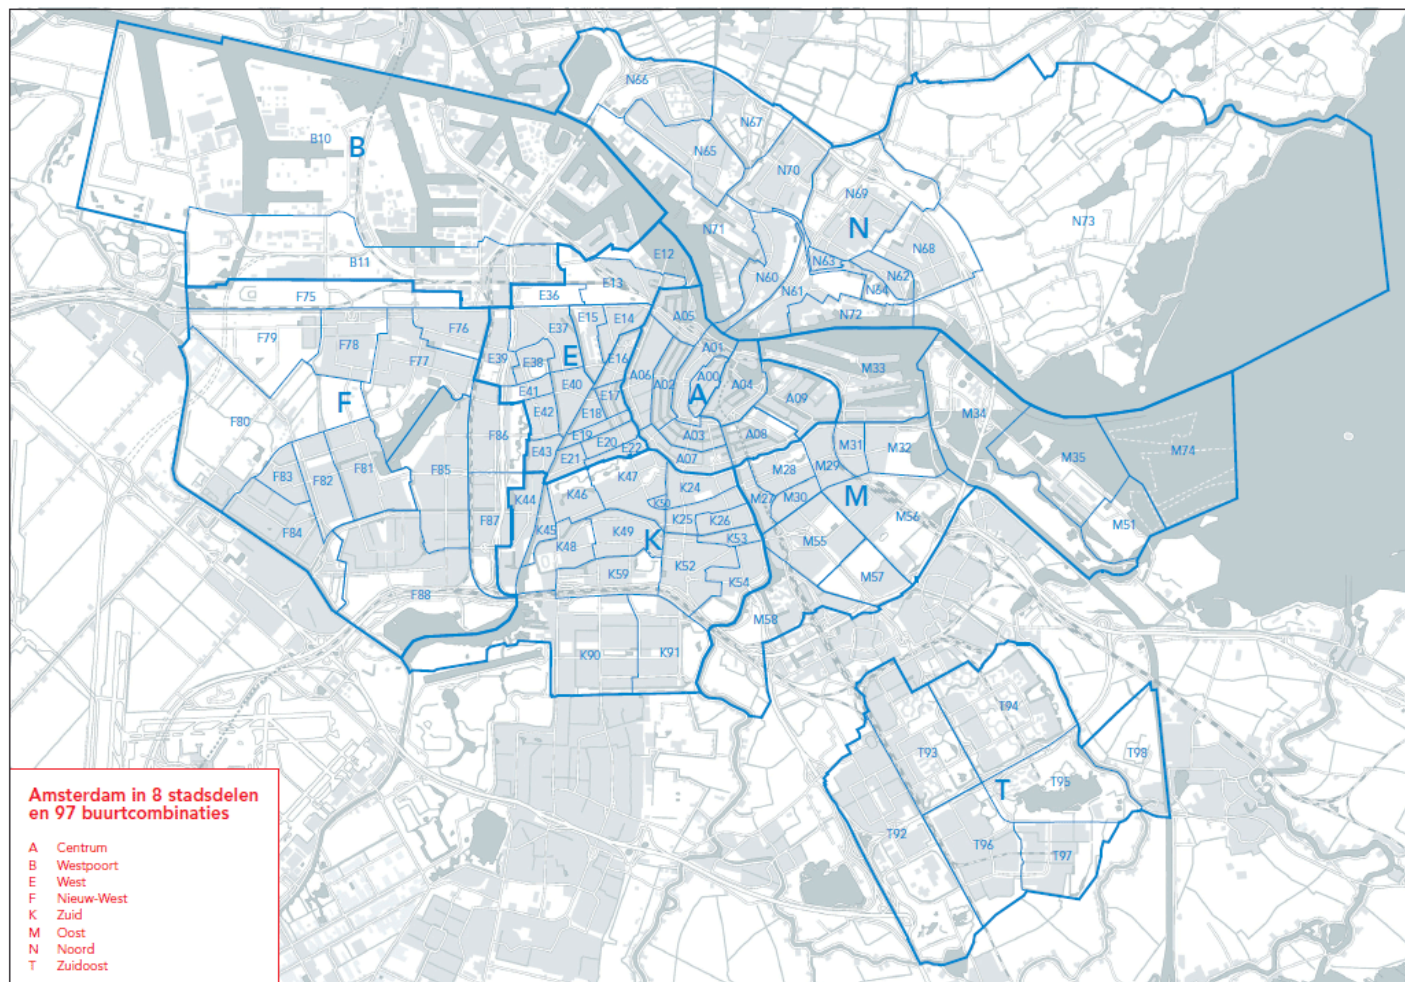 N66
N67
B10
B
N65
N70
N69
N73
N71
N
N68
B11
E12
N63
N60
N62
E13
N61
N64
F75
E36
N72
E15
E14
A05
F79
F76
E37
F78
A01
F77
E39
E38
E
E16
M33
A06
A00
A02
A04
E40
E41
A
A09
F
E17
M34
E42
E18
F80
F86
E19
A03
A08
E20
M31
M32
E43
E22
E21
A07
M74
M35
F81
F85
M28
M29
F83
F82
K47
K24
K46
M27
M30
M
K44
K50
M56
F87
K25
K26
M51
F84
K45
K49
K
K53
K48
M55
K52
K59
K54
M57
F88
M58
K90
K91
T94
T93
T98
T95
T
T92
T96
T97
Amsterdam in 8 stadsdelen
en 97 buurtcombinaties
A Centrum
B Westpoort
E West
F Nieuw-West
K Zuid
M Oost
N Noord
T Zuidoost